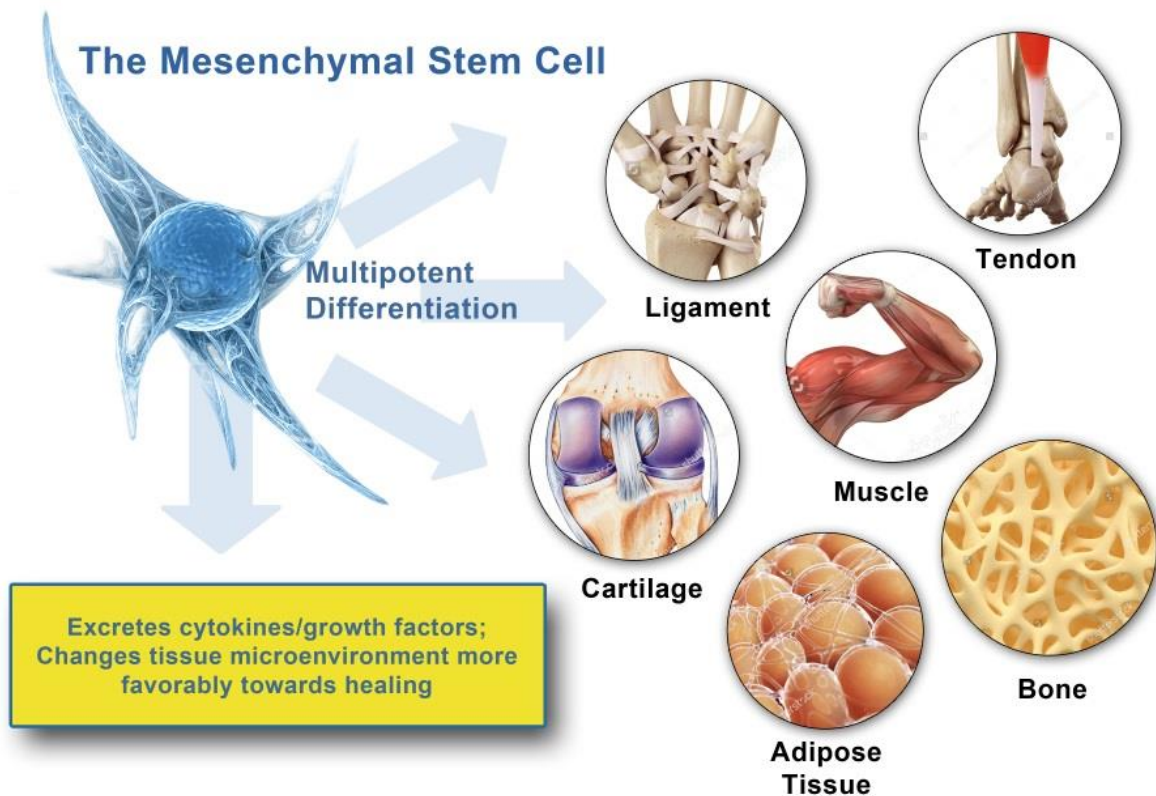 The Mesenchymal Stem Cell
Multipotent
Differentiation
Ligament
Tendon
Muscle
Cartilage
Bone
Adipose
Tissue
Excretes cytokines/growth factors;
Changes tissue microenvironment more
favorably towards healing